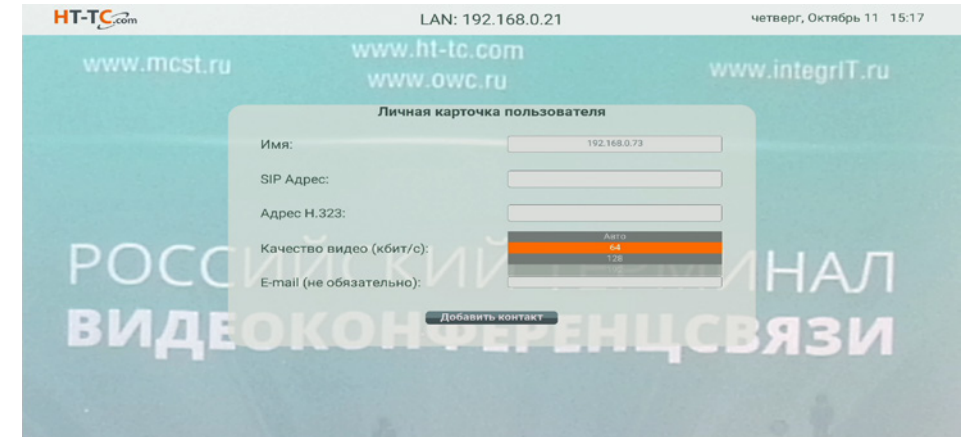 HT-TC.com
LAN: 192.168.0.21
четверг, Октябрь 11 15:17
www.mcst.ru
www.ht-tc.com
www.owc.ru
www.integrIT.ru
Личная карточка пользователя
Имя: 192.168.0.73
SIP Адрес:
Адрес H.323:
Качество видео (кбит/с):
Авто
64
128
E-mail (не обязательно):
Добавить контакт
РОССИЙСКИЙ ТЕРМИНАЛ
ВИДЕОКОНФЕРЕНЦСВЯЗИ